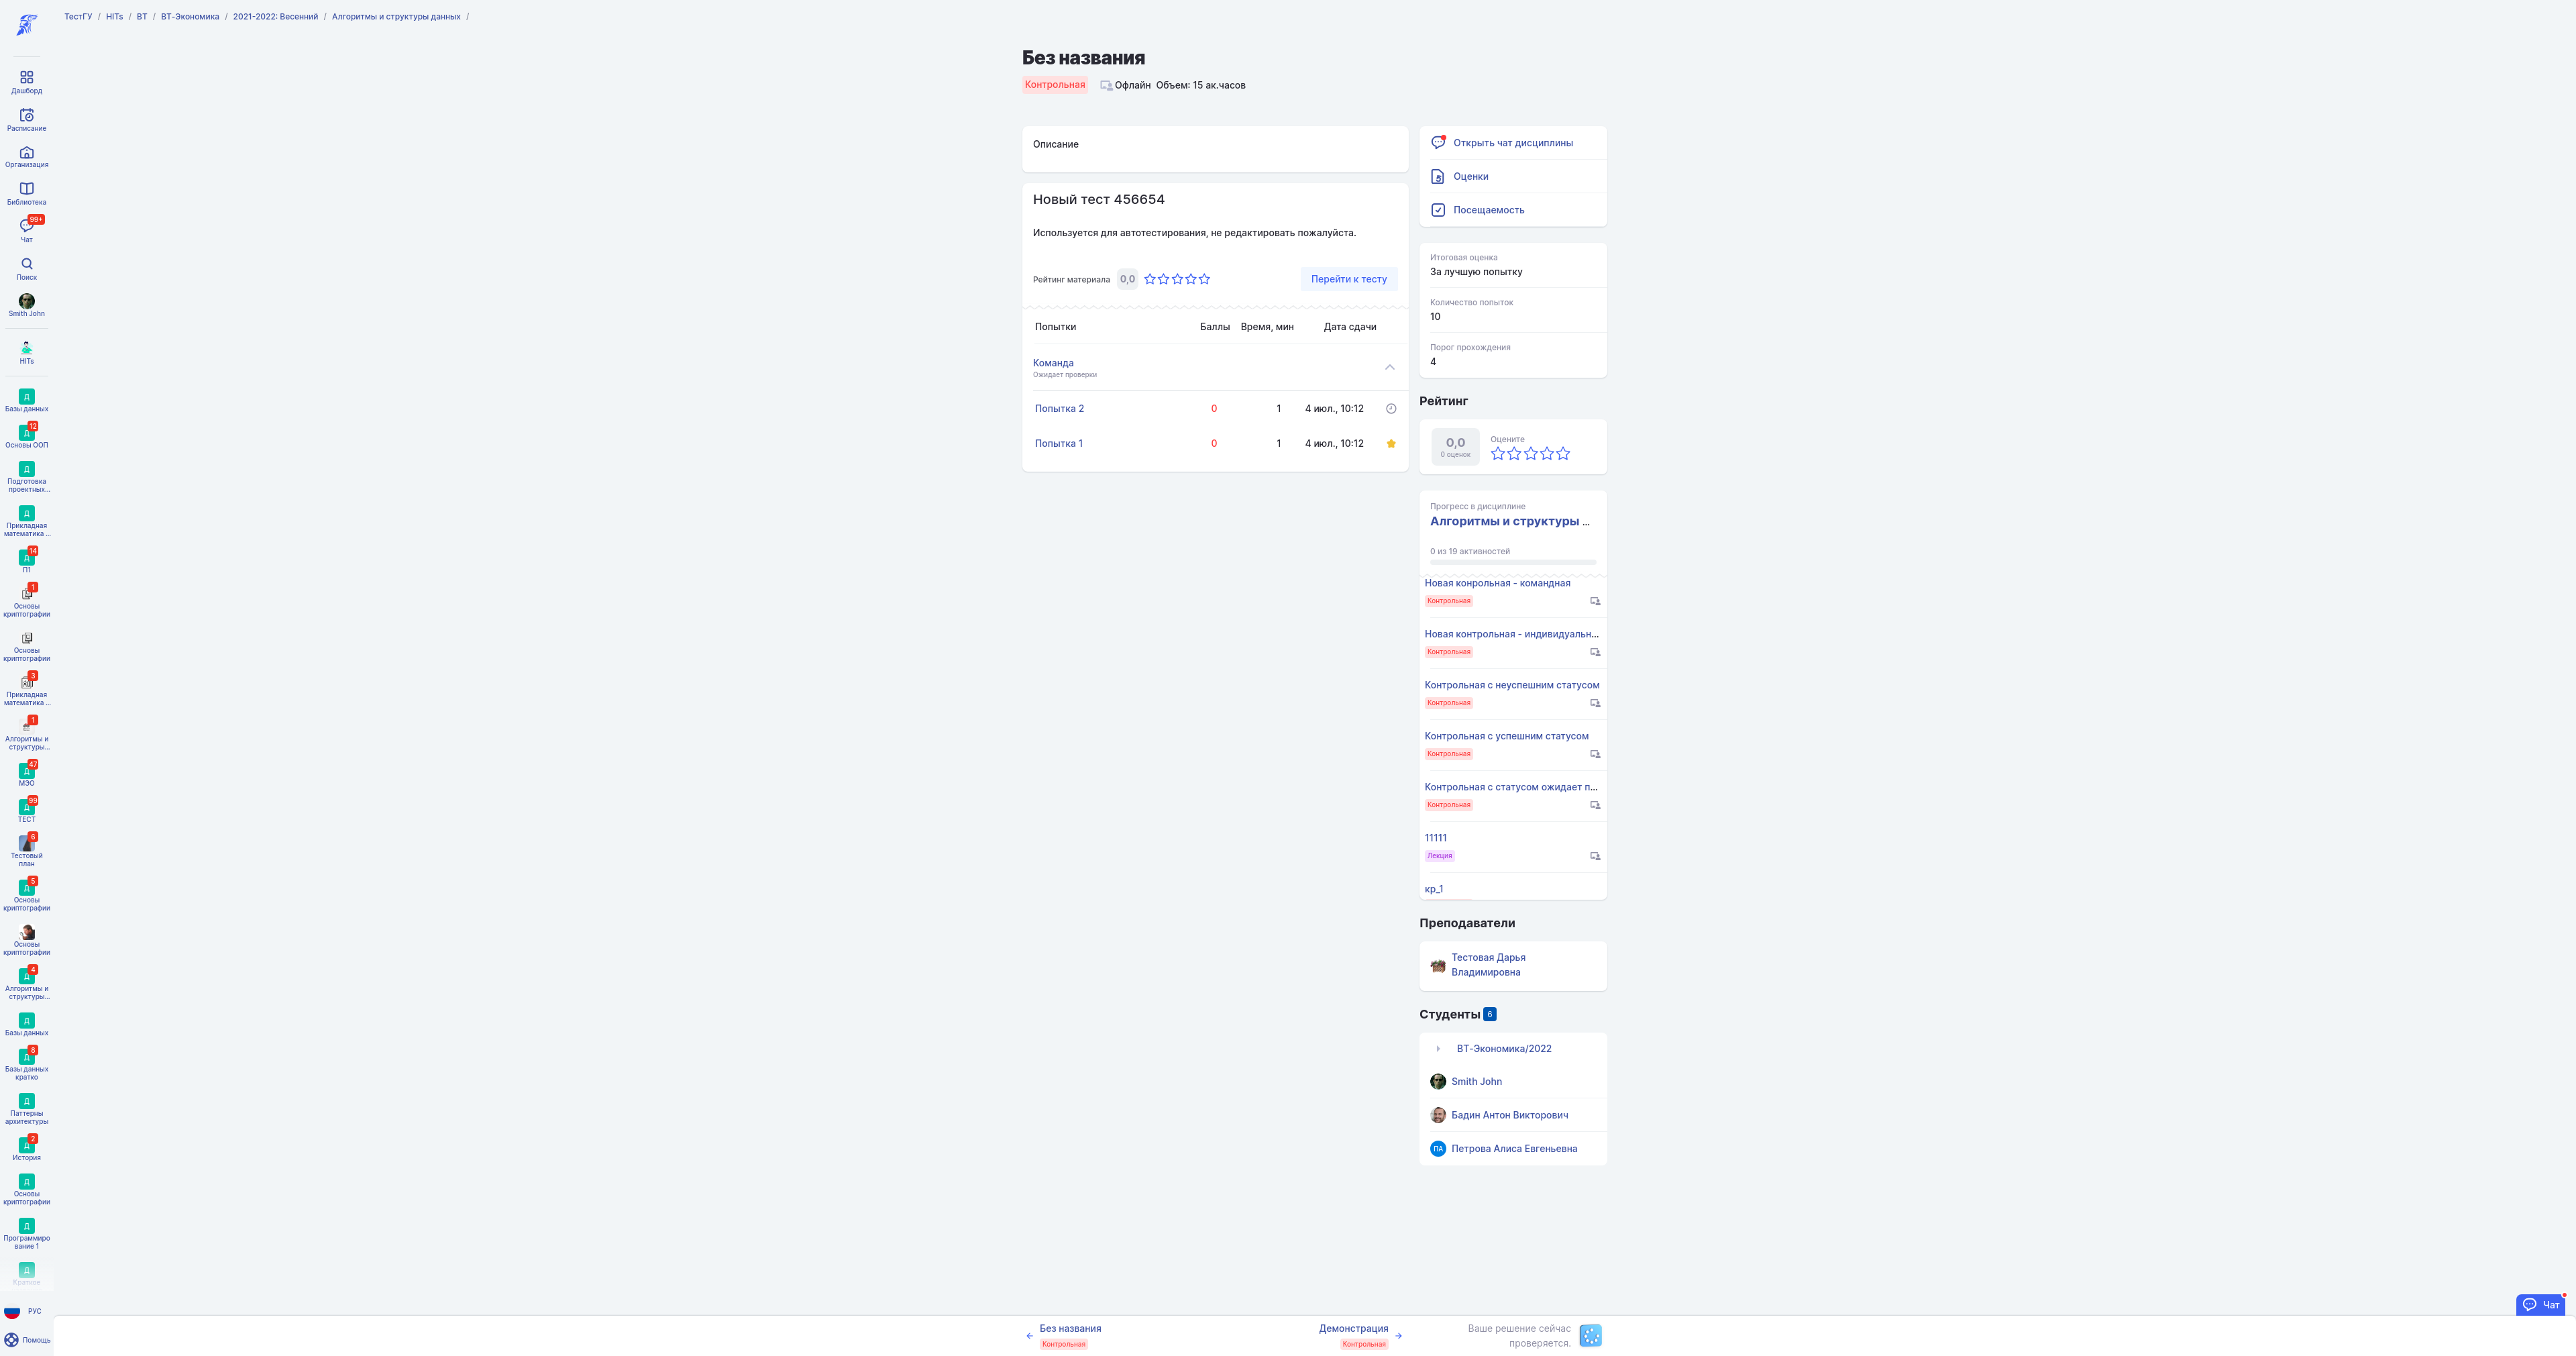 ТестГУ / HITs / ВТ / ВТ-Экономика / 2021-2022: Весенний / Алгоритмы и структуры данных /
Дашборд
Расписание
Организация
Библиотека
99+
Чат
Поиск
Smith John
HITs
Д
Базы данных
12
Д
Основы ООП
Д
Подготовка
проектных...
Д
Прикладная
математика ...
14
Д
П1
1
Основы
криптографии
Основы
криптографии
3
Прикладная
математика ...
1
Алгоритмы и
структуры...
47
Д
МЭО
99
Д
ТЕСТ
6
Тестовый
план
5
Д
Основы
криптографии
Основы
криптографии
4
Д
Алгоритмы и
структуры...
Д
Базы данных
8
Д
Базы данных
кратко
Д
Паттерны
архитектуры
2
Д
История
Д
Основы
криптографии
Д
Программиро
вание 1
Д
Краткое
РУС
Помощь
Без названия
Контрольная Офлайн Объем: 15 ак.часов
Описание
Новый тест 456654
Используется для автотестирования, не редактировать пожалуйста.
Рейтинг материала 0,0 Перейти к тесту
Попытки Баллы Время, мин Дата сдачи
Команда
Ожидает проверки
Попытка 2 0 1 4 июл., 10:12
Попытка 1 0 1 4 июл., 10:12
Открыть чат дисциплины
Оценки
Посещаемость
Итоговая оценка
За лучшую попытку
Количество попыток
10
Порог прохождения
4
Рейтинг
0,0
0 оценок
Оцените
Прогресс в дисциплине
Алгоритмы и структуры ...
0 из 19 активностей
Новая конрольная - командная
Контрольная
Новая контрольная - индивидуальн...
Контрольная
Контрольная с неуспешним статусом
Контрольная
Контрольная с успешним статусом
Контрольная
Контрольная с статусом ожидает п...
Контрольная
11111
Лекция
кр_1
Преподаватели
Тестовая Дарья
Владимировна
Студенты 6
ВТ-Экономика/2022
Smith John
Бадин Антон Викторович
ПА Петрова Алиса Евгеньевна
Чат
Без названия
Контрольная
Демонстрация
Контрольная
Ваше решение сейчас
проверяется.